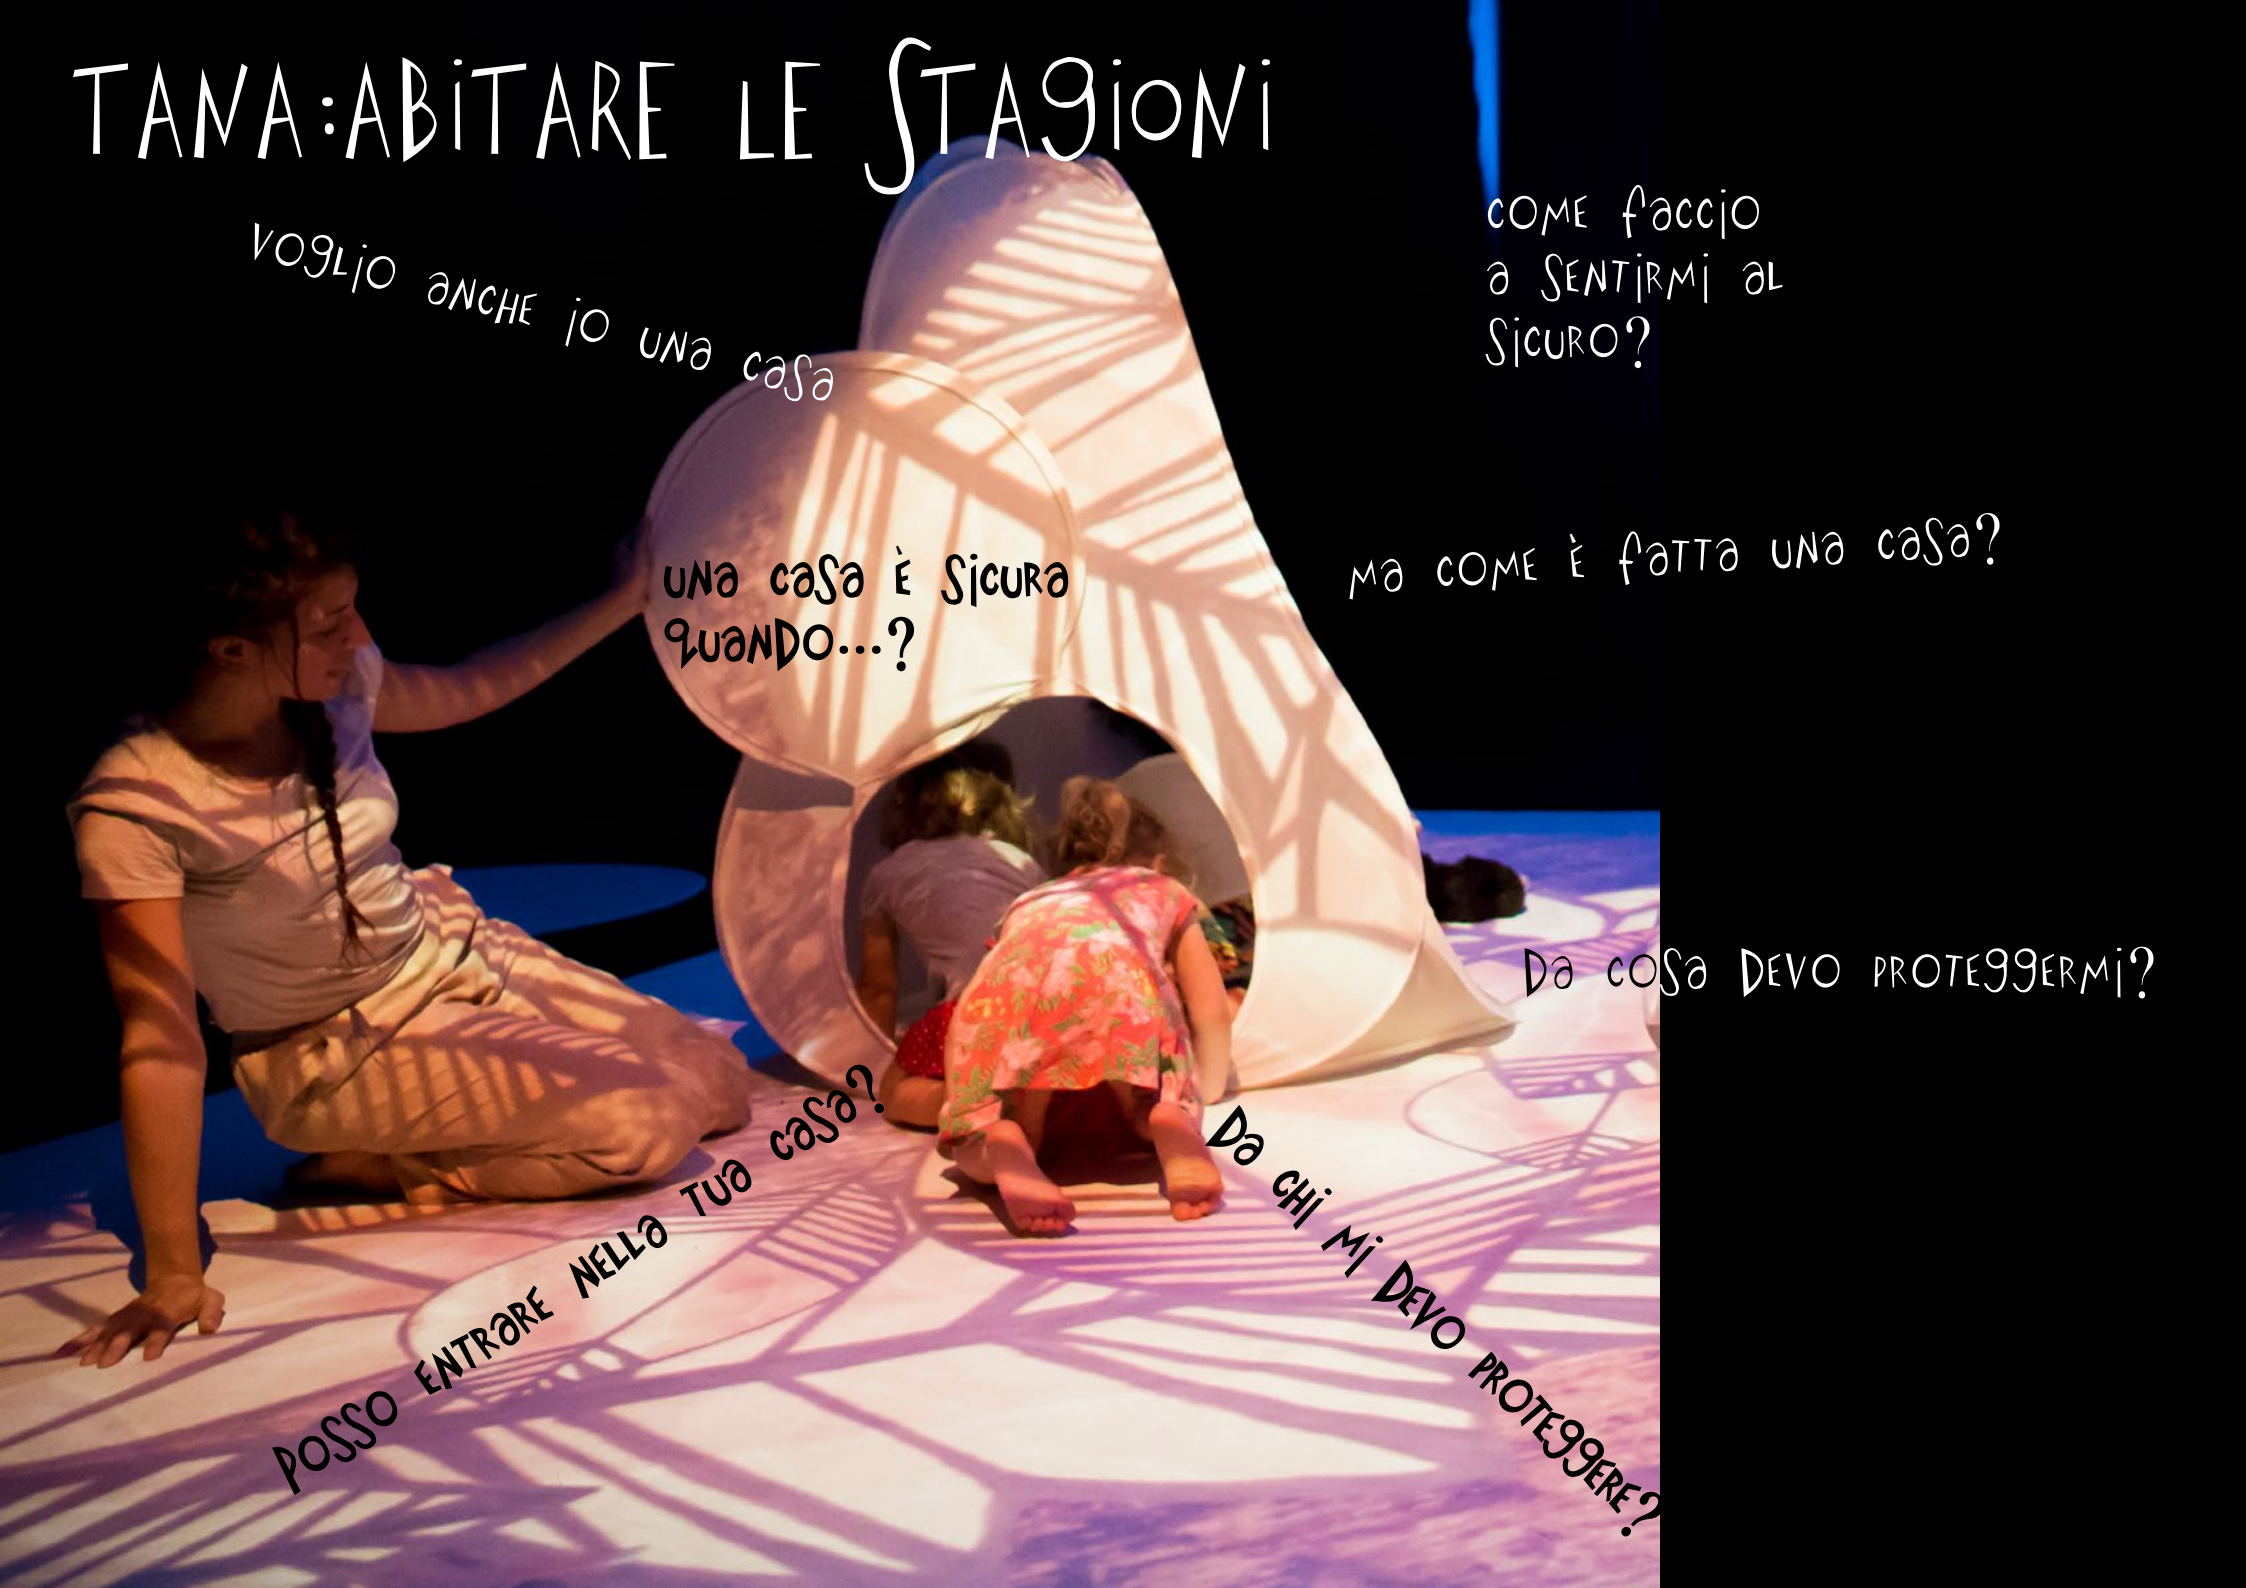 TANA:ABITARE LE STAGIONI
VOGLIO ANCHE IO UNA CASA
COME FACCIO
A SENTIRMI AL
SICURO?
UNA CASA È SICURA
QUANDO...?
MA COME È FATTA UNA CASA?
DA COSA DEVO PROTEGGERMI?
POSSO ENTRARE NELLA TUA CASA?
DA CHI MI DEVO PROTEGGERE?